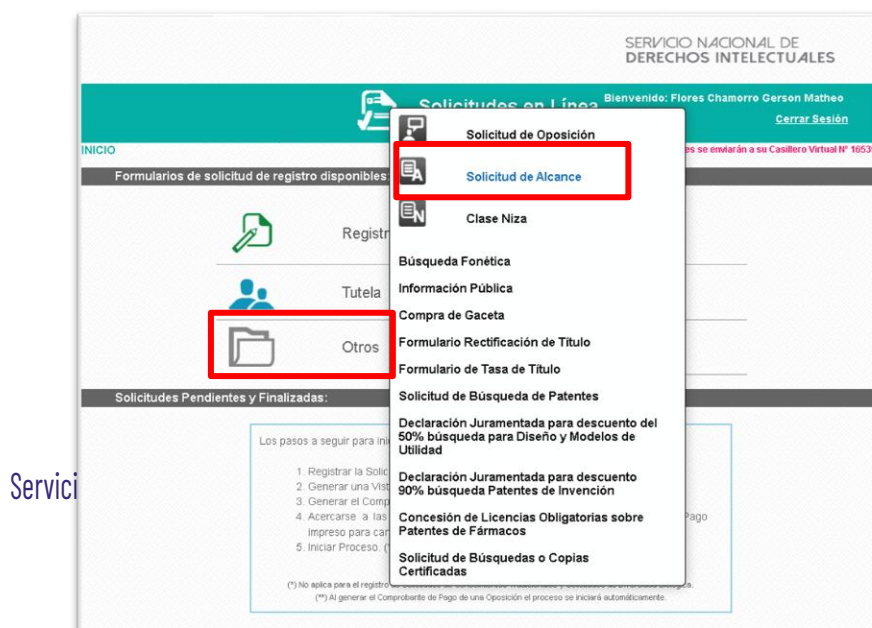 SERVICIO NACIONAL DE
DERECHOS INTELECTUALES
Solicitudes en Línea
Bienvenido: Flores Chamorro Gerson Matheo
Cerrar Sesión
INICIO
es se enviarán a su Casillero Virtual N° 1653
Formularios de solicitud de registro disponibles:
Registr
Tutela
Otros
Solicitud de Oposición
Solicitud de Alcance
Clase Niza
Búsqueda Fonética
Información Pública
Compra de Gaceta
Formulario Rectificación de Título
Formulario de Tasa de Título
Solicitud de Búsqueda de Patentes
Declaración Juramentada para descuento del
50% búsqueda para Diseño y Modelos de
Utilidad
Declaración Juramentada para descuento
90% búsqueda Patentes de Invención
Concesión de Licencias Obligatorias sobre
Patentes de Fármacos
Solicitud de Búsquedas o Copias
Certificadas
Solicitudes Pendientes y Finalizadas:
Los pasos a seguir para ini
1. Registrar la Solic
2. Generar una Vist
3. Generar el Comp
4. Acercarse a las
Pago
impreso para can
5. Iniciar Proceso. (
(*) No aplica para el registro
(**) Al generar el Comprobante de Pago de una Oposición el proceso se iniciará automáticamente.
Servici